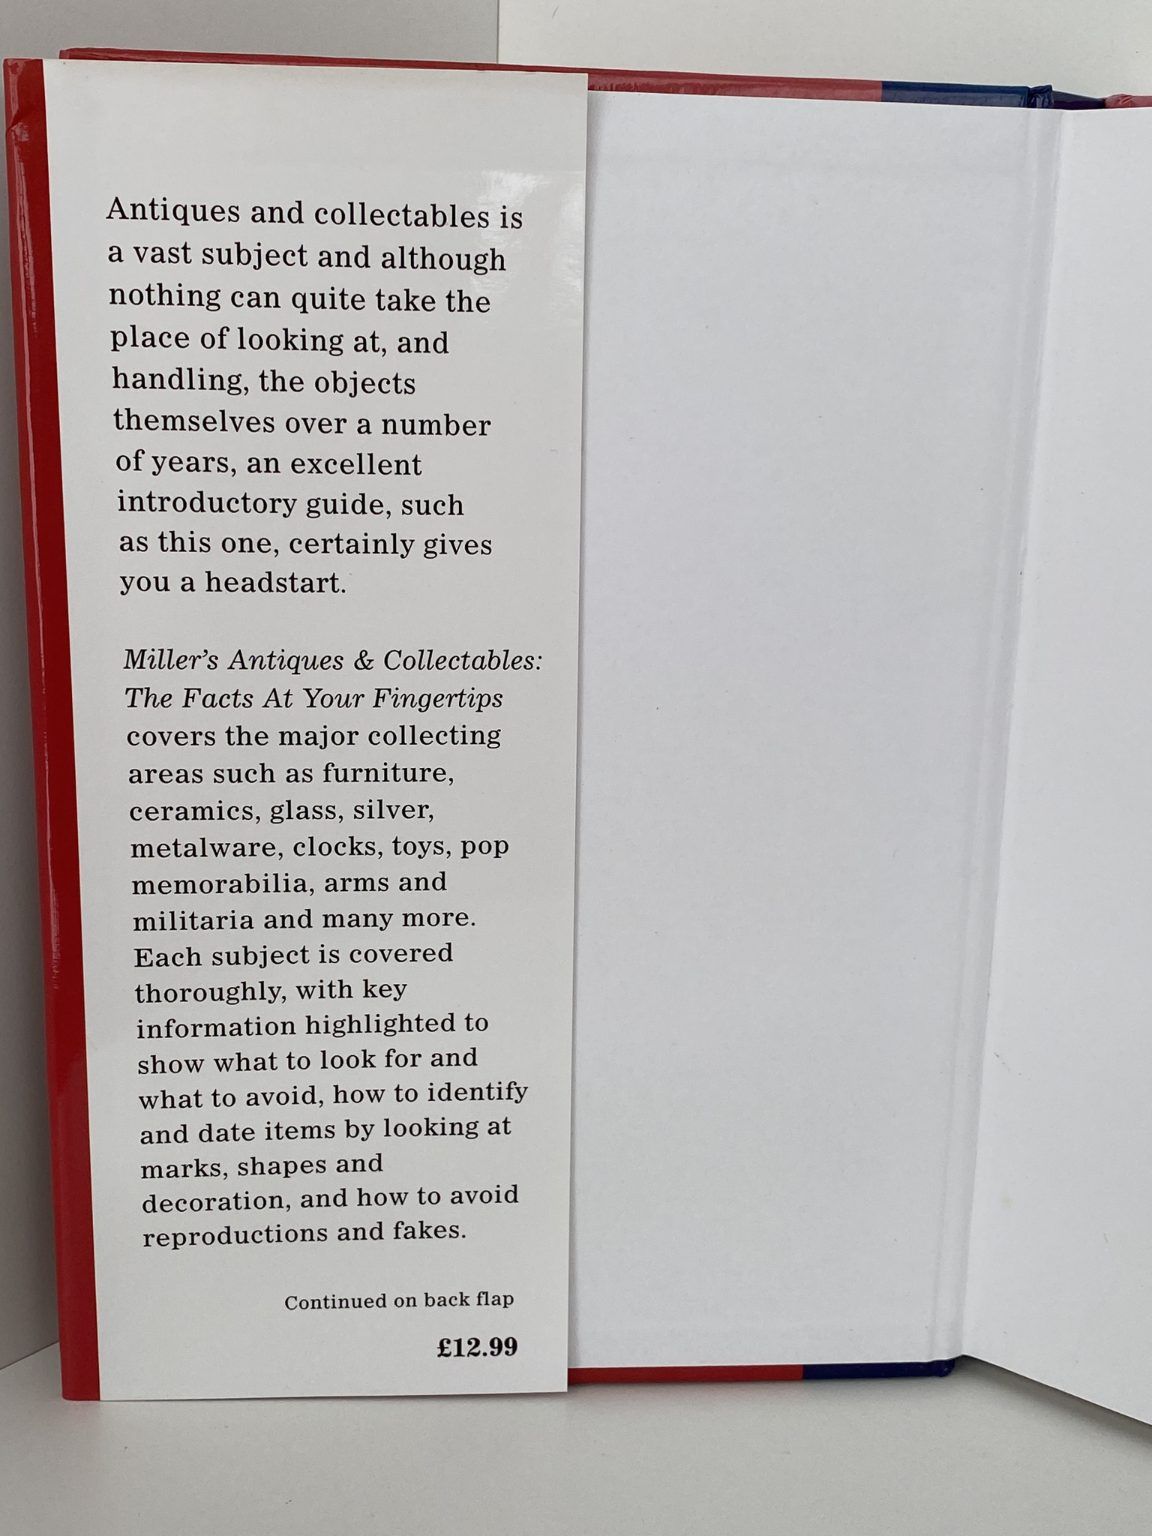 Antiques and collectables is
a vast subject and although
nothing can quite take the
place of looking at, and
handling, the objects
themselves over a number
of years, an excellent
introductory guide, such
as this one, certainly gives
you a headstart.
Miller's Antiques & Collectables:
The Facts At Your Fingertips
covers the major collecting
areas such as furniture,
ceramics, glass, silver,
metalware, clocks, toys, pop
memorabilia, arms and
militaria and many more.
Each subject is covered
thoroughly, with key
information highlighted to
show what to look for and
what to avoid, how to identify
and date items by looking at
marks, shapes and
decoration, and how to avoid
reproductions and fakes.
Continued on back flap
£12.99